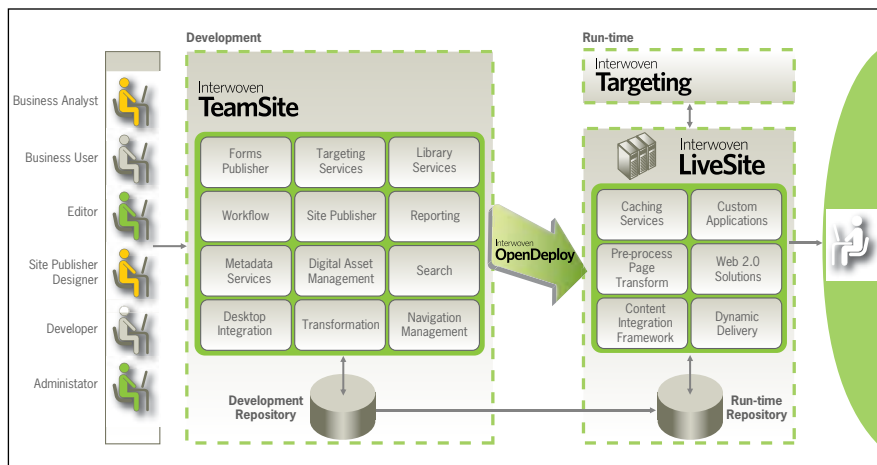 Development
Run-time
Interwoven
TeamSite
Interwoven
Targeting
Business Analyst
Business User
Editor
Site Publisher
Designer
Developer
Administator
Forms
Publisher
Targeting
Services
Library
Services
Workflow
Site Publisher
Reporting
Metadata
Services
Digital Asset
Management
Search
Desktop
Integration
Transformation
Navigation
Management
Interwoven
OpenDeploy
Interwoven
LiveSite
Caching
Services
Custom
Applications
Pre-process
Page
Transform
Web 2.0
Solutions
Content
Integration
Framework
Dynamic
Delivery
Development
Repository
Run-time
Repository